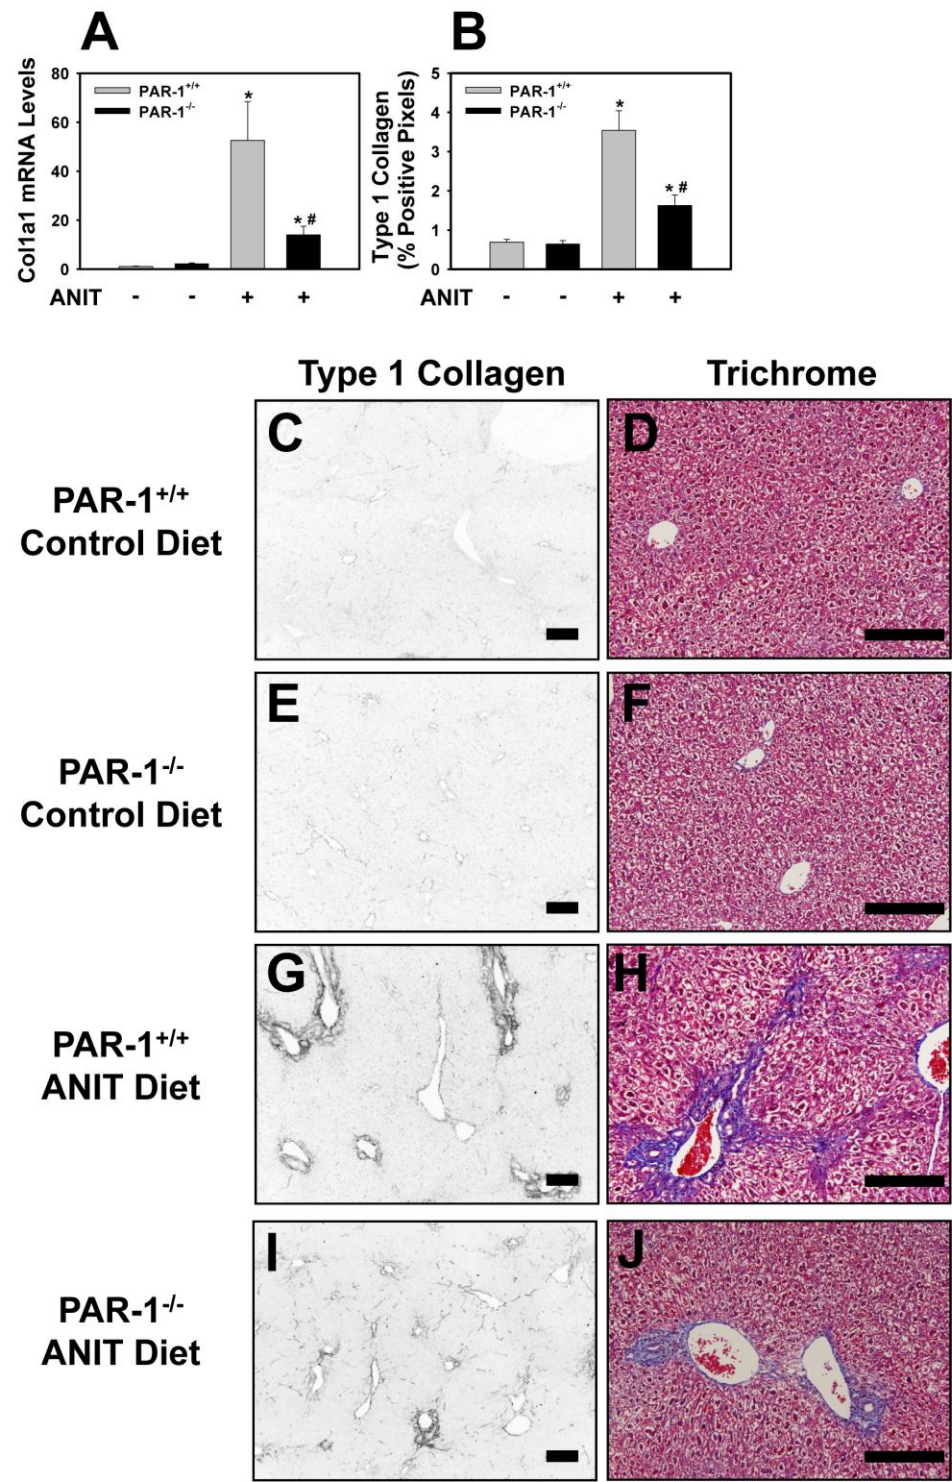 A
Col1a1 mRNA Levels
80
60
40
20
0
PAR-1+/+
PAR-1-/-
*
* #
ANIT - - + +
B
Type 1 Collagen
(% Positive Pixels)
5
4
3
2
1
0
PAR-1+/+
PAR-1-/-
*
* #
ANIT - - + +
Type 1 Collagen
Trichrome
PAR-1+/+
Control Diet
C
D
PAR-1-/-
Control Diet
E
F
PAR-1+/+
ANIT Diet
G
H
PAR-1-/-
ANIT Diet
I
J